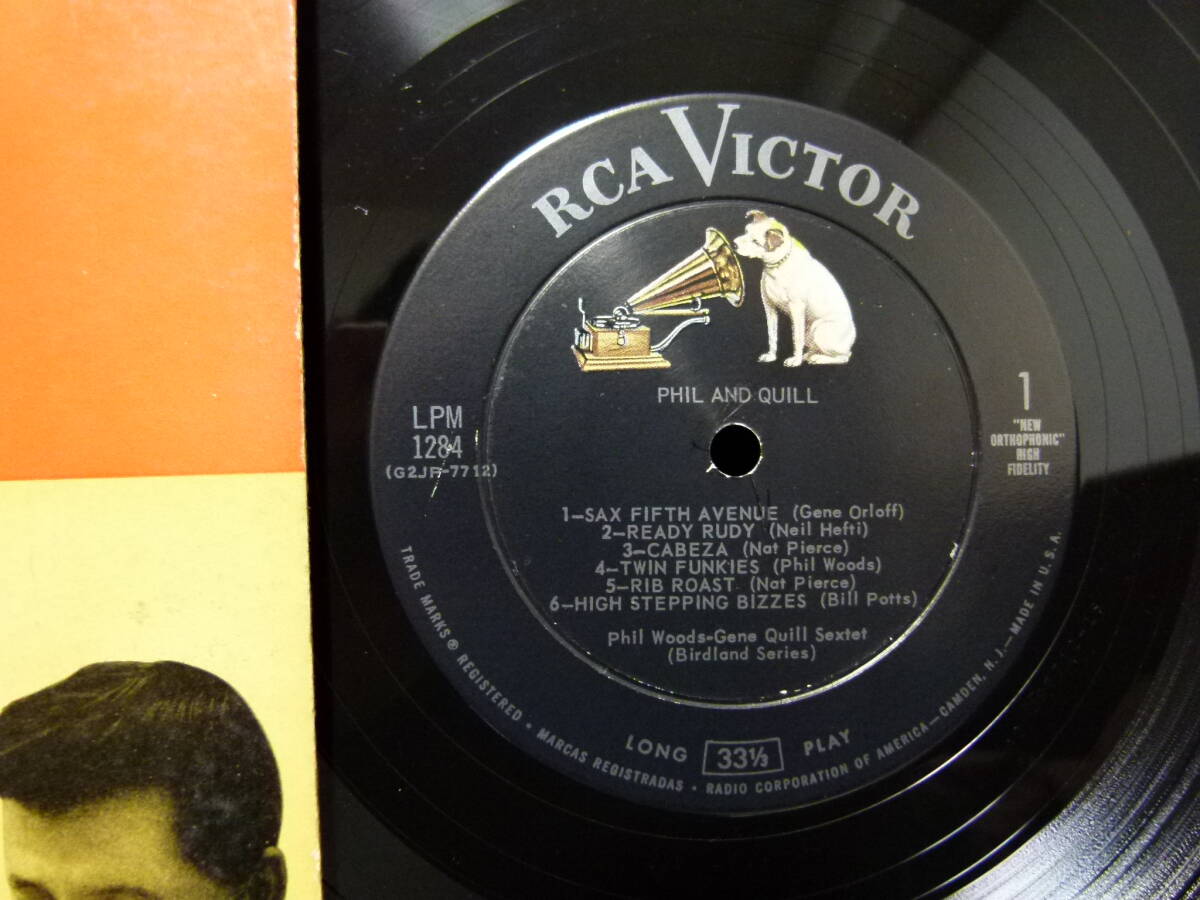 RCA VICTOR
PHIL AND QUILL
LPM
1284
(G2JP-7712)
1
"NEW
ORTHOPHONIC"
HIGH
FIDELITY
1—SAX FIFTH AVENUE (Gene Orloff)
2—READY RUDY (Neil Hefti)
3—CABEZA (Nat Pierce)
4—TWIN FUNKIES (Phil Woods)
5—RIB ROAST (Nat Pierce)
6—HIGH STEPPING BIZZES (Bill Potts)
Phil Woods-Gene Quill Sextet
(Birdland Series)
LONG 33⅓ PLAY
TRADE MARKS ® REGISTERED • MARCAS REGISTRADAS • RADIO CORPORATION OF AMERICA—CAMDEN, N. J.—MADE IN U.S.A.